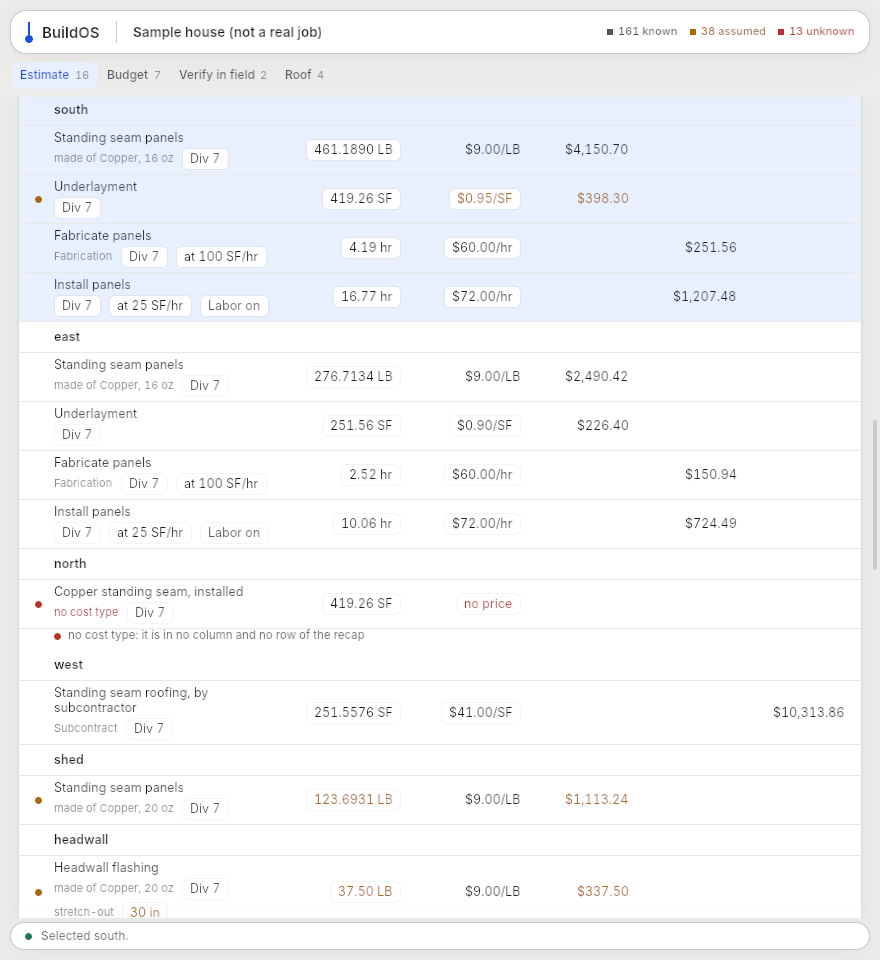 BuildOS Sample house (not a real job) 161 known 38 assumed 13 unknown
Estimate 16 Budget 7 Verify in field 2 Roof 4
south
Standing seam panels
made of Copper, 16 oz Div 7 461.1890 LB $9.00/LB $4,150.70
Underlayment
Div 7 419.26 SF $0.95/SF $398.30
Fabricate panels
Fabrication Div 7 at 100 SF/hr 4.19 hr $60.00/hr $251.56
Install panels
Div 7 at 25 SF/hr Labor on 16.77 hr $72.00/hr $1,207.48
east
Standing seam panels
made of Copper, 16 oz Div 7 276.7134 LB $9.00/LB $2,490.42
Underlayment
Div 7 251.56 SF $0.90/SF $226.40
Fabricate panels
Fabrication Div 7 at 100 SF/hr 2.52 hr $60.00/hr $150.94
Install panels
Div 7 at 25 SF/hr Labor on 10.06 hr $72.00/hr $724.49
north
Copper standing seam, installed
no cost type Div 7 419.26 SF no price
no cost type: it is in no column and no row of the recap
west
Standing seam roofing, by
subcontractor 251.5576 SF $41.00/SF $10,313.86
Subcontract Div 7
shed
Standing seam panels
made of Copper, 20 oz Div 7 123.6931 LB $9.00/LB $1,113.24
headwall
Headwall flashing
made of Copper, 20 oz Div 7 37.50 LB $9.00/LB $337.50
stretch-out 30 in
Selected south.